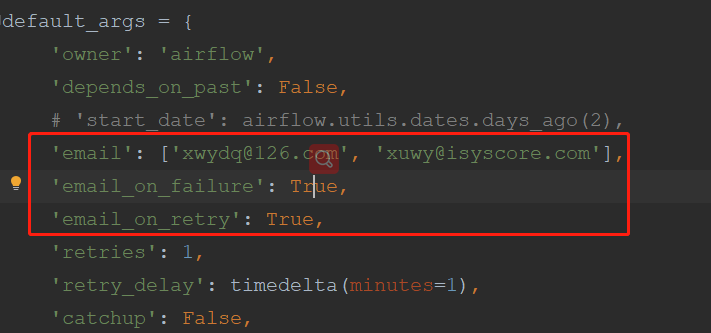 default_args = {
'owner': 'airflow',
'depends_on_past': False,
# 'start_date': airflow.utils.dates.days_ago(2),
'email': ['xwydq@126.com', 'xuwy@isyscore.com'],
'email_on_failure': True,
'email_on_retry': True,
'retries': 1,
'retry_delay': timedelta(minutes=1),
'catchup': False,